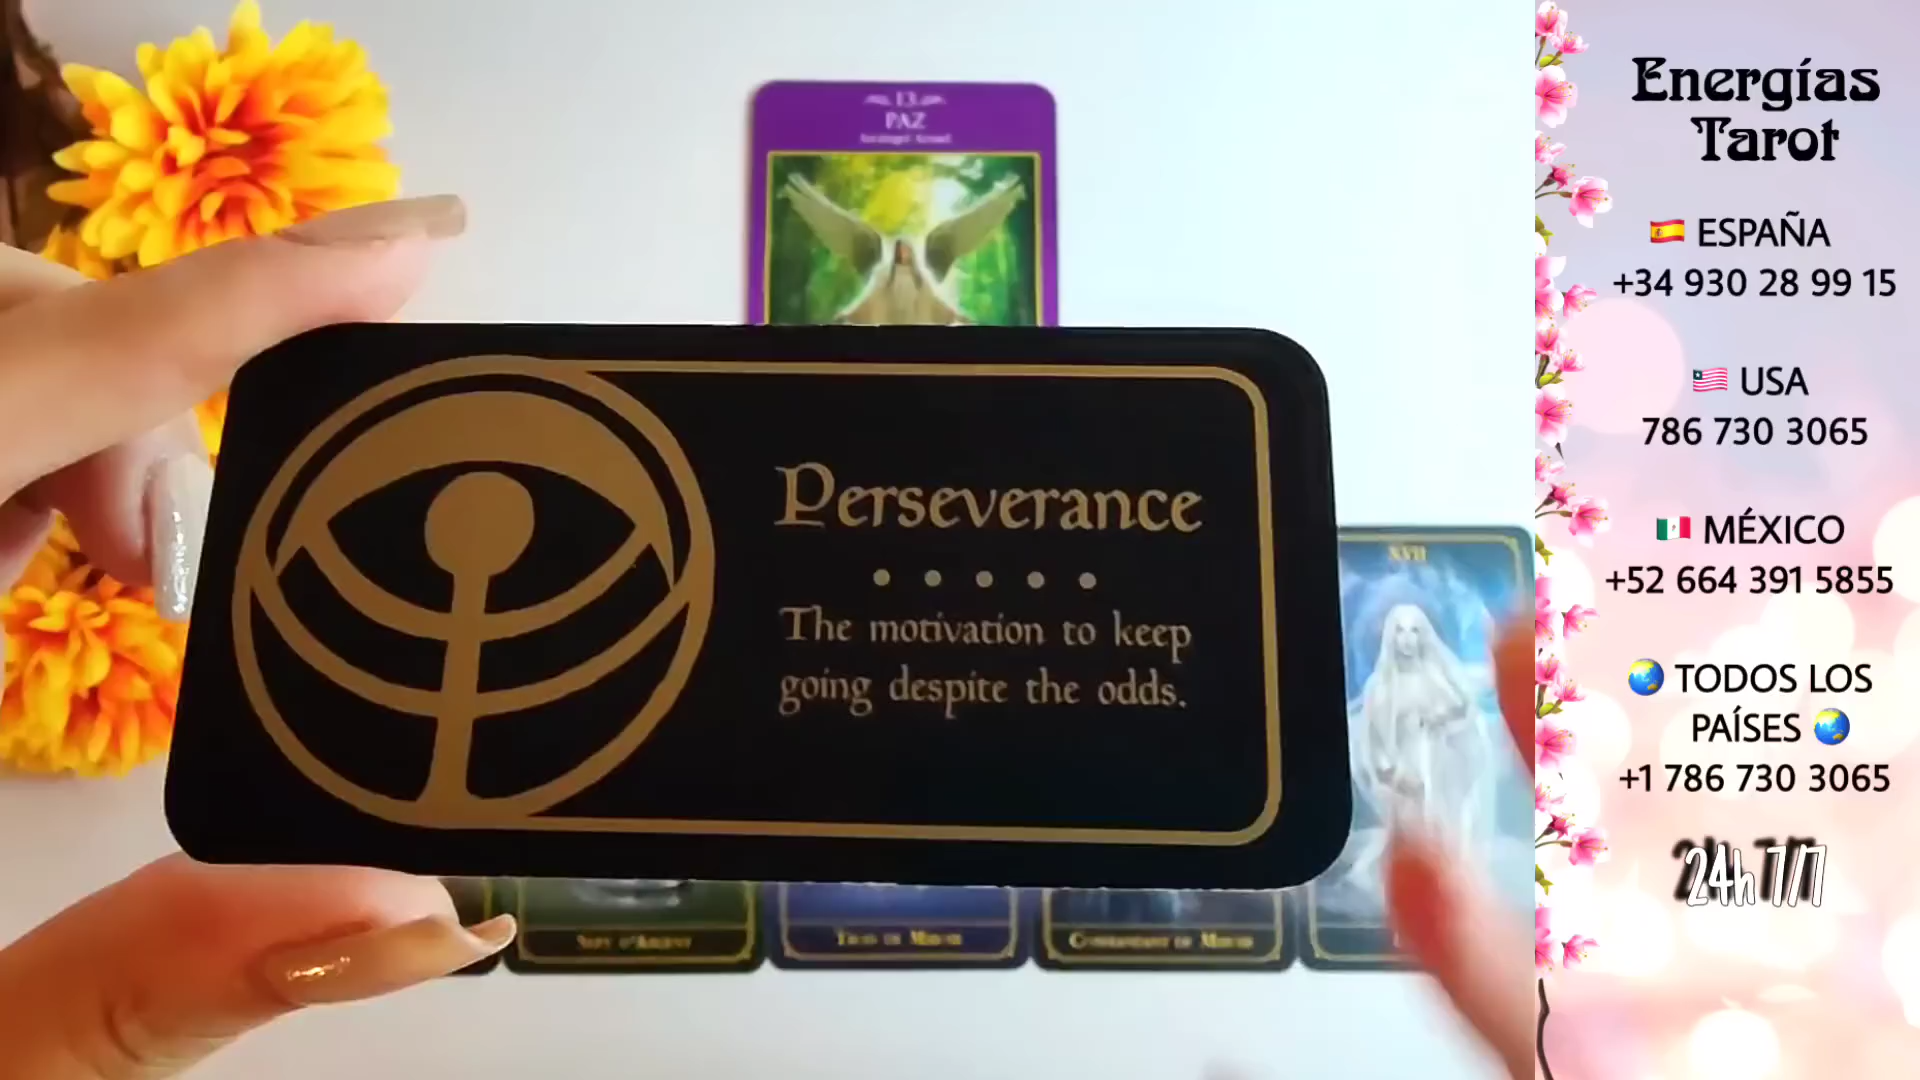 13
PAZ
Perseverance
The motivation to keep
going despite the odds.
XVII
Energías
Tarot
🇪🇸 ESPAÑA
+34 930 28 99 15
🇱🇷 USA
786 730 3065
🇲🇽 MÉXICO
+52 664 391 5855
🌏 TODOS LOS
PAÍSES 🌏
+1 786 730 3065
24h 7/7